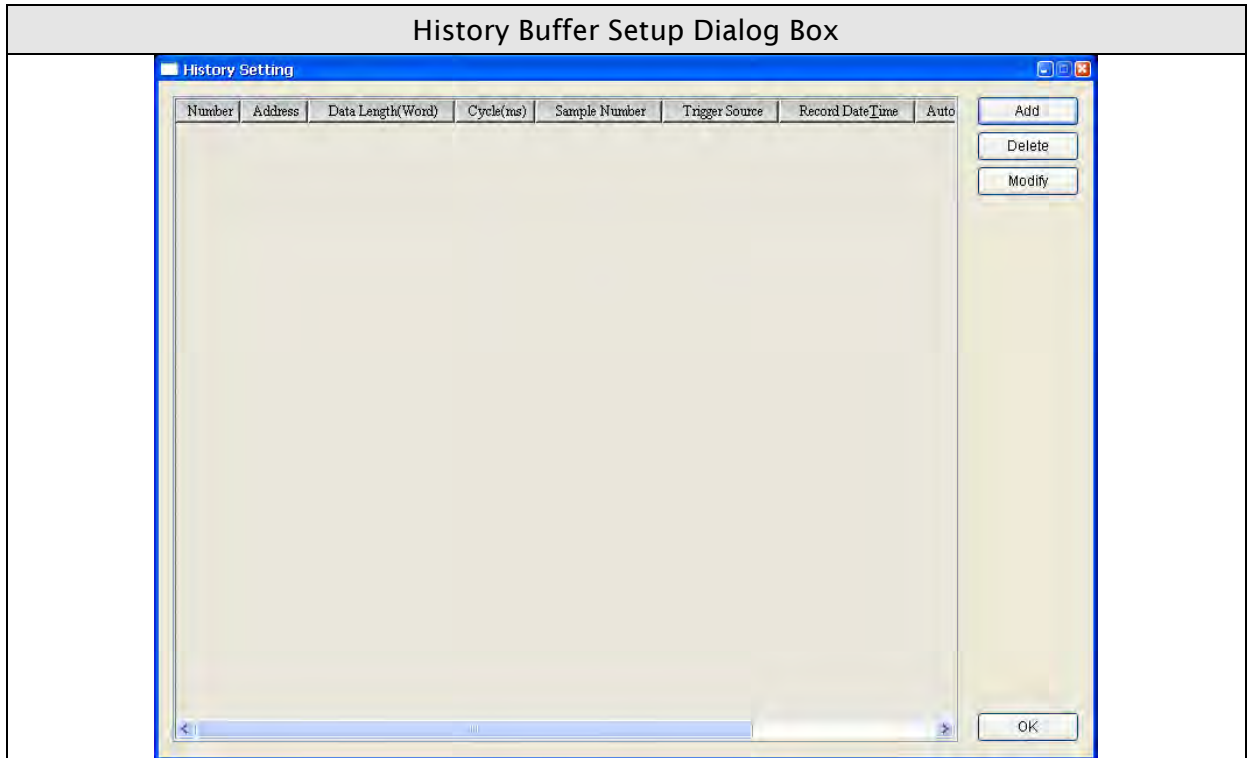 History Buffer Setup Dialog Box
History Setting
Number Address Data Length(Word) Cycle(ms) Sample Number Trigger Source Record DateTime Auto
Add
Delete
Modify
OK